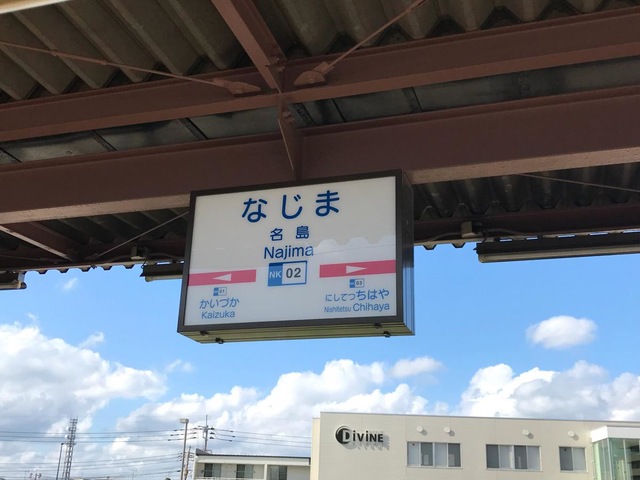 なじま
名島
Najima
NK 02
NK 01
かいづか
Kaizuka
NK 03
にしてつちはや
Nishitetsu Chihaya
DIVINE